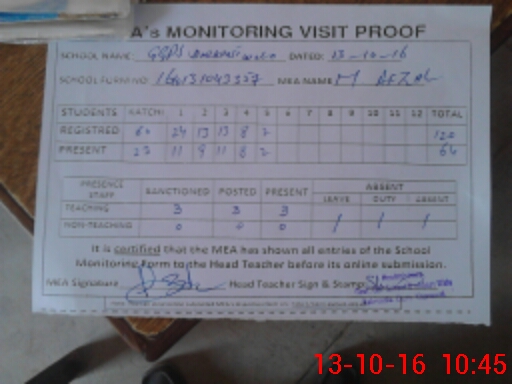 A's MONITORING VISIT PROOF
SCHOOL NAME: GGPS DATED: 13-10-16
SCHOOL FORM NO: MEA NAME: M AFZAL
STUDENTS KATCHI 1 2 3 4 5 6 7 8 9 10 11 12 TOTAL
REGISTRED 60 24 13 13 8 2 120
PRESENT 11 9 11 8 2 64
PRESENCE STAFF SANCTIONED POSTED PRESENT ABSENT
LEAVE DUTY ABSENT
TEACHING 3 3 3
NON-TEACHING 0 0 0 / / /
It is certified that the MEA has shown all entries of the School
Monitoring Form to the Head Teacher before its online submission.
MEA Signature Head Teacher Sign & Stamp
13-10-16 10:45